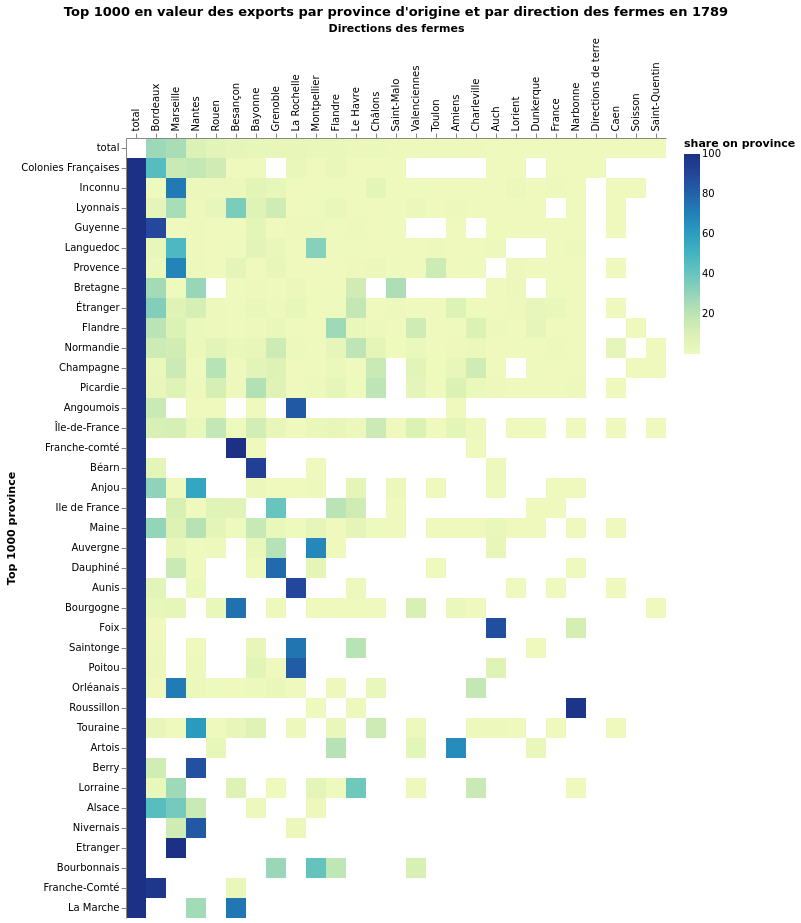 Top 1000 en valeur des exports par province d'origine et par direction des fermes en 1789
Directions des fermes
total
Bordeaux
Marseille
Nantes
Rouen
Besançon
Bayonne
Grenoble
La Rochelle
Montpellier
Flandre
Le Havre
Châlons
Saint-Malo
Valenciennes
Toulon
Amiens
Charleville
Auch
Lorient
Dunkerque
France
Narbonne
Directions de terre
Caen
Soisson
Saint-Quentin
share on province
100
80
60
40
20
Top 1000 province
total
Colonies Françaises
Inconnu
Lyonnais
Guyenne
Languedoc
Provence
Bretagne
Étranger
Flandre
Normandie
Champagne
Picardie
Angoumois
Île-de-France
Franche-comté
Béarn
Anjou
Ile de France
Maine
Auvergne
Dauphiné
Aunis
Bourgogne
Foix
Saintonge
Poitou
Orléanais
Roussillon
Touraine
Artois
Berry
Lorraine
Alsace
Nivernais
Etranger
Bourbonnais
Franche-Comté
La Marche